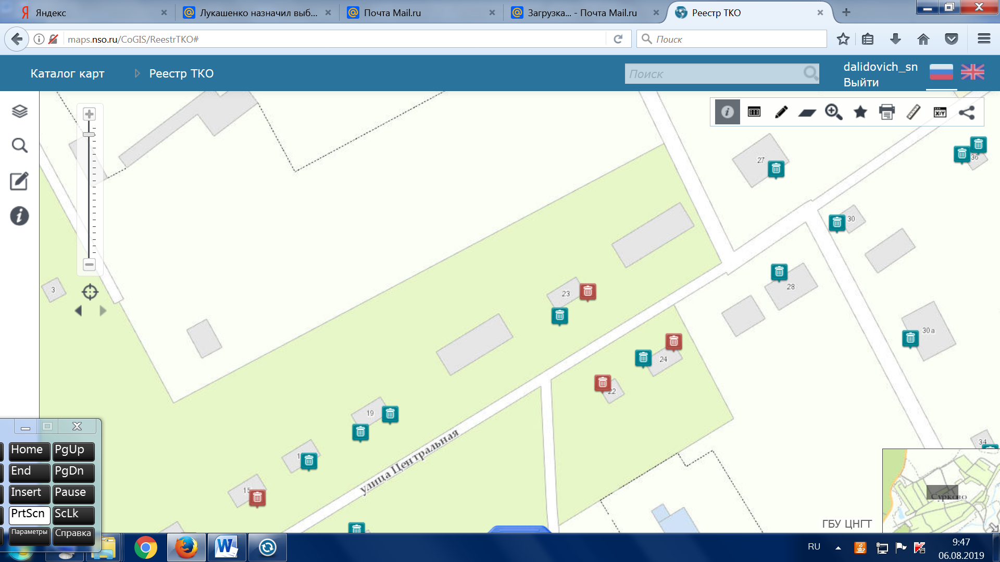 Яндекс
Лукашенко назначил выб...
Почта Mail.ru
Загрузка... - Почта Mail.ru
Реестр ТКО
maps.nso.ru/CoGIS/ReestrTKO#
Поиск
Каталог карт
Реестр ТКО
Поиск
dalidovich_sn
Выйти
27
36
30
3
23
28
30а
24
22
19
15
34
улица Центральная
Сурково
ГБУ ЦНГТ
Home PgUp
End PgDn
Insert Pause
PrtScn ScLk
Параметры Справка
RU
9:47
06.08.2019